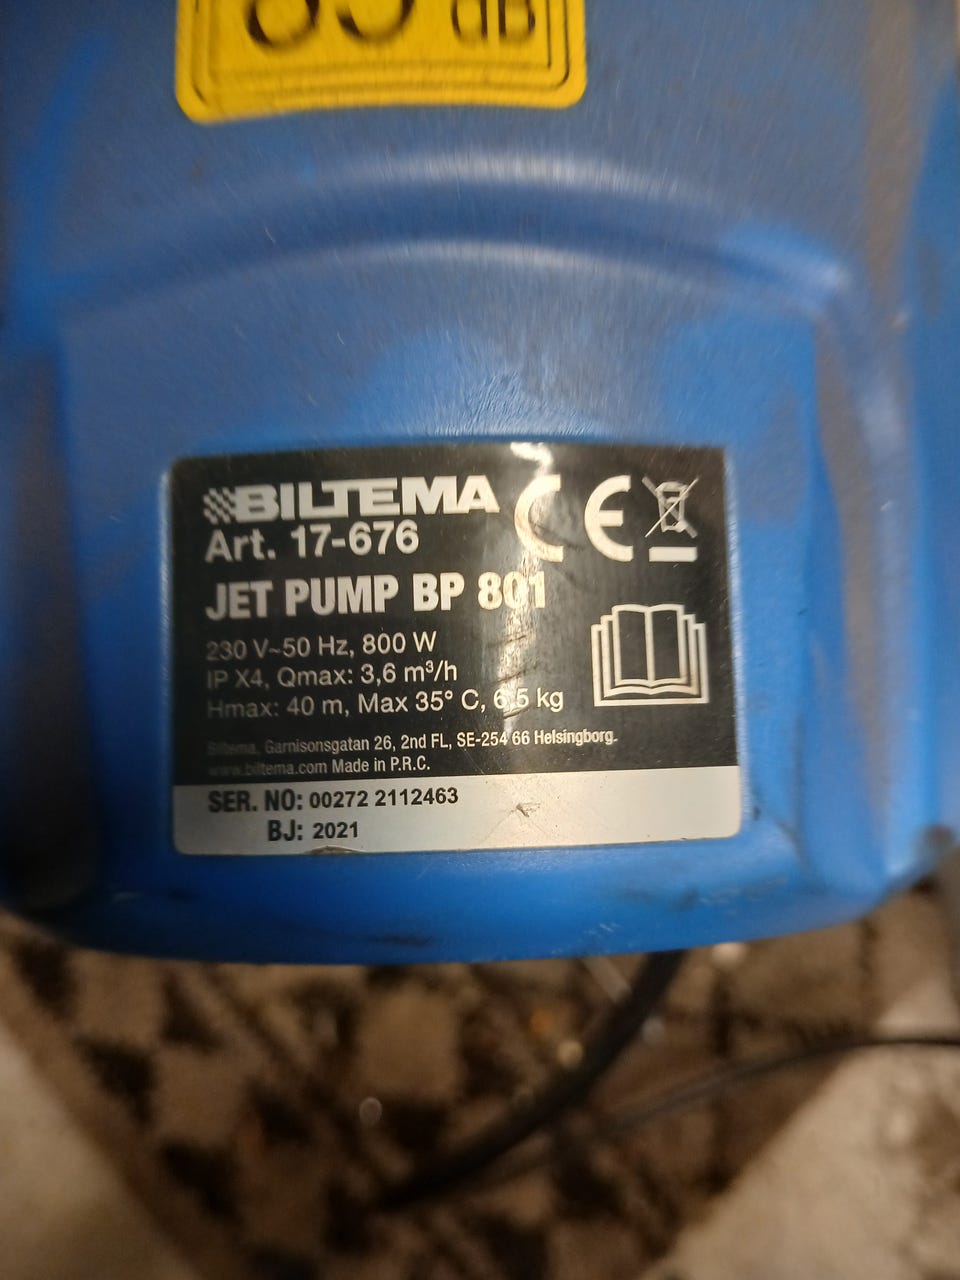 dB
BILTEMA
Art. 17-676
CE
JET PUMP BP 801
230 V~50 Hz, 800 W
IP X4, Qmax: 3,6 m³/h
Hmax: 40 m, Max 35° C, 6,5 kg
Biltema, Garnisonsgatan 26, 2nd FL, SE-254 66 Helsingborg.
www.biltema.com Made in P.R.C.
SER. NO: 00272 2112463
BJ: 2021